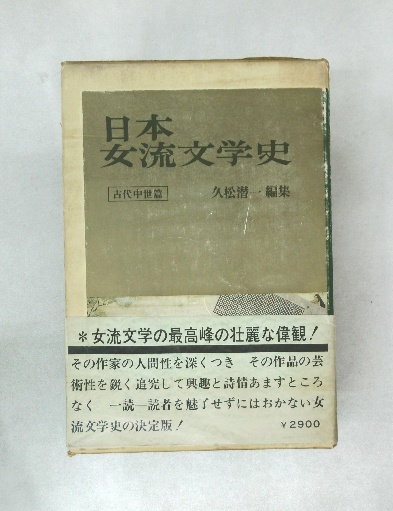 日本
女流文学史
古代中世篇
久松潜一編集
*女流文学の最高峰の壮麗な偉観!
その作家の人間性を深くつき その作品の芸
術性を鋭く追究して興趣と詩情あますところ
なく 一読―読者を魅了せずにはおかない女
流文学史の決定版!
¥2900